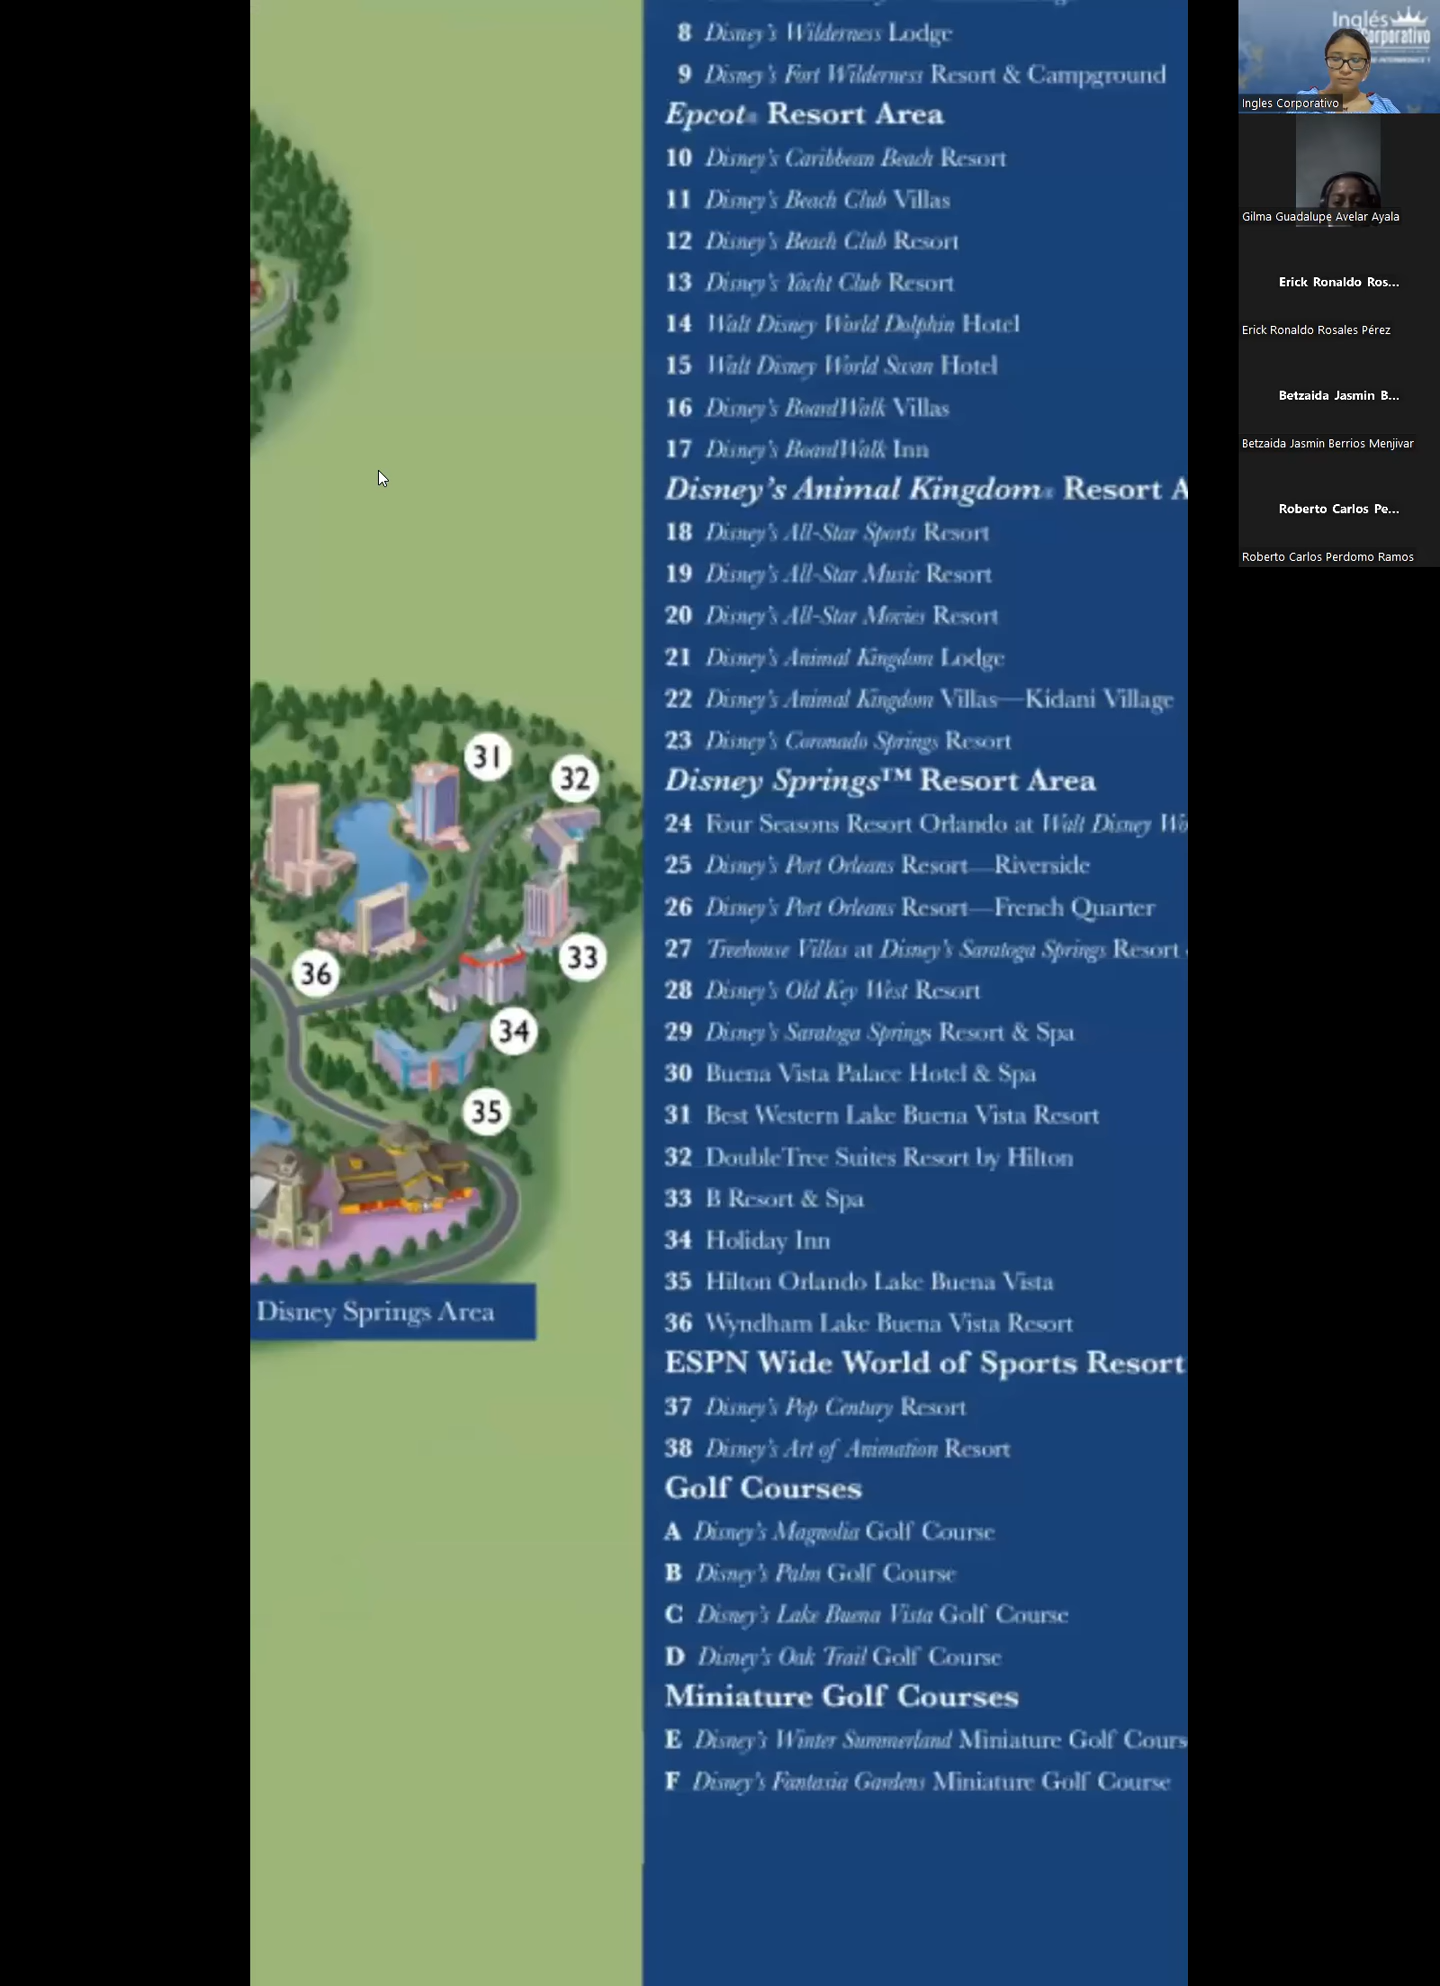 8 Disney's Wilderness Lodge
9 Disney's Fort Wilderness Resort & Campground
Epcot® Resort Area
10 Disney's Caribbean Beach Resort
11 Disney's Beach Club Villas
12 Disney's Beach Club Resort
13 Disney's Yacht Club Resort
14 Walt Disney World Dolphin Hotel
15 Walt Disney World Swan Hotel
16 Disney's BoardWalk Villas
17 Disney's BoardWalk Inn
Disney's Animal Kingdom® Resort A
18 Disney's All-Star Sports Resort
19 Disney's All-Star Music Resort
20 Disney's All-Star Movies Resort
21 Disney's Animal Kingdom Lodge
22 Disney's Animal Kingdom Villas—Kidani Village
23 Disney's Coronado Springs Resort
Disney Springs™ Resort Area
24 Four Seasons Resort Orlando at Walt Disney Wo
25 Disney's Port Orleans Resort—Riverside
26 Disney's Port Orleans Resort—French Quarter
27 Treehouse Villas at Disney's Saratoga Springs Resort
28 Disney's Old Key West Resort
29 Disney's Saratoga Springs Resort & Spa
30 Buena Vista Palace Hotel & Spa
31 Best Western Lake Buena Vista Resort
32 DoubleTree Suites Resort by Hilton
33 B Resort & Spa
34 Holiday Inn
35 Hilton Orlando Lake Buena Vista
36 Wyndham Lake Buena Vista Resort
ESPN Wide World of Sports Resort
37 Disney's Pop Century Resort
38 Disney's Art of Animation Resort
Golf Courses
A Disney's Magnolia Golf Course
B Disney's Palm Golf Course
C Disney's Lake Buena Vista Golf Course
D Disney's Oak Trail Golf Course
Miniature Golf Courses
E Disney's Winter Summerland Miniature Golf Cours
F Disney's Fantasia Gardens Miniature Golf Course
31
32
33
36
34
35
Disney Springs Area
Inglés
Corporativo
Ingles Corporativo
Gilma Guadalupe Avelar Ayala
Erick Ronaldo Ros...
Erick Ronaldo Rosales Pérez
Betzaida Jasmin B...
Betzaida Jasmin Berrios Menjivar
Roberto Carlos Pe...
Roberto Carlos Perdomo Ramos